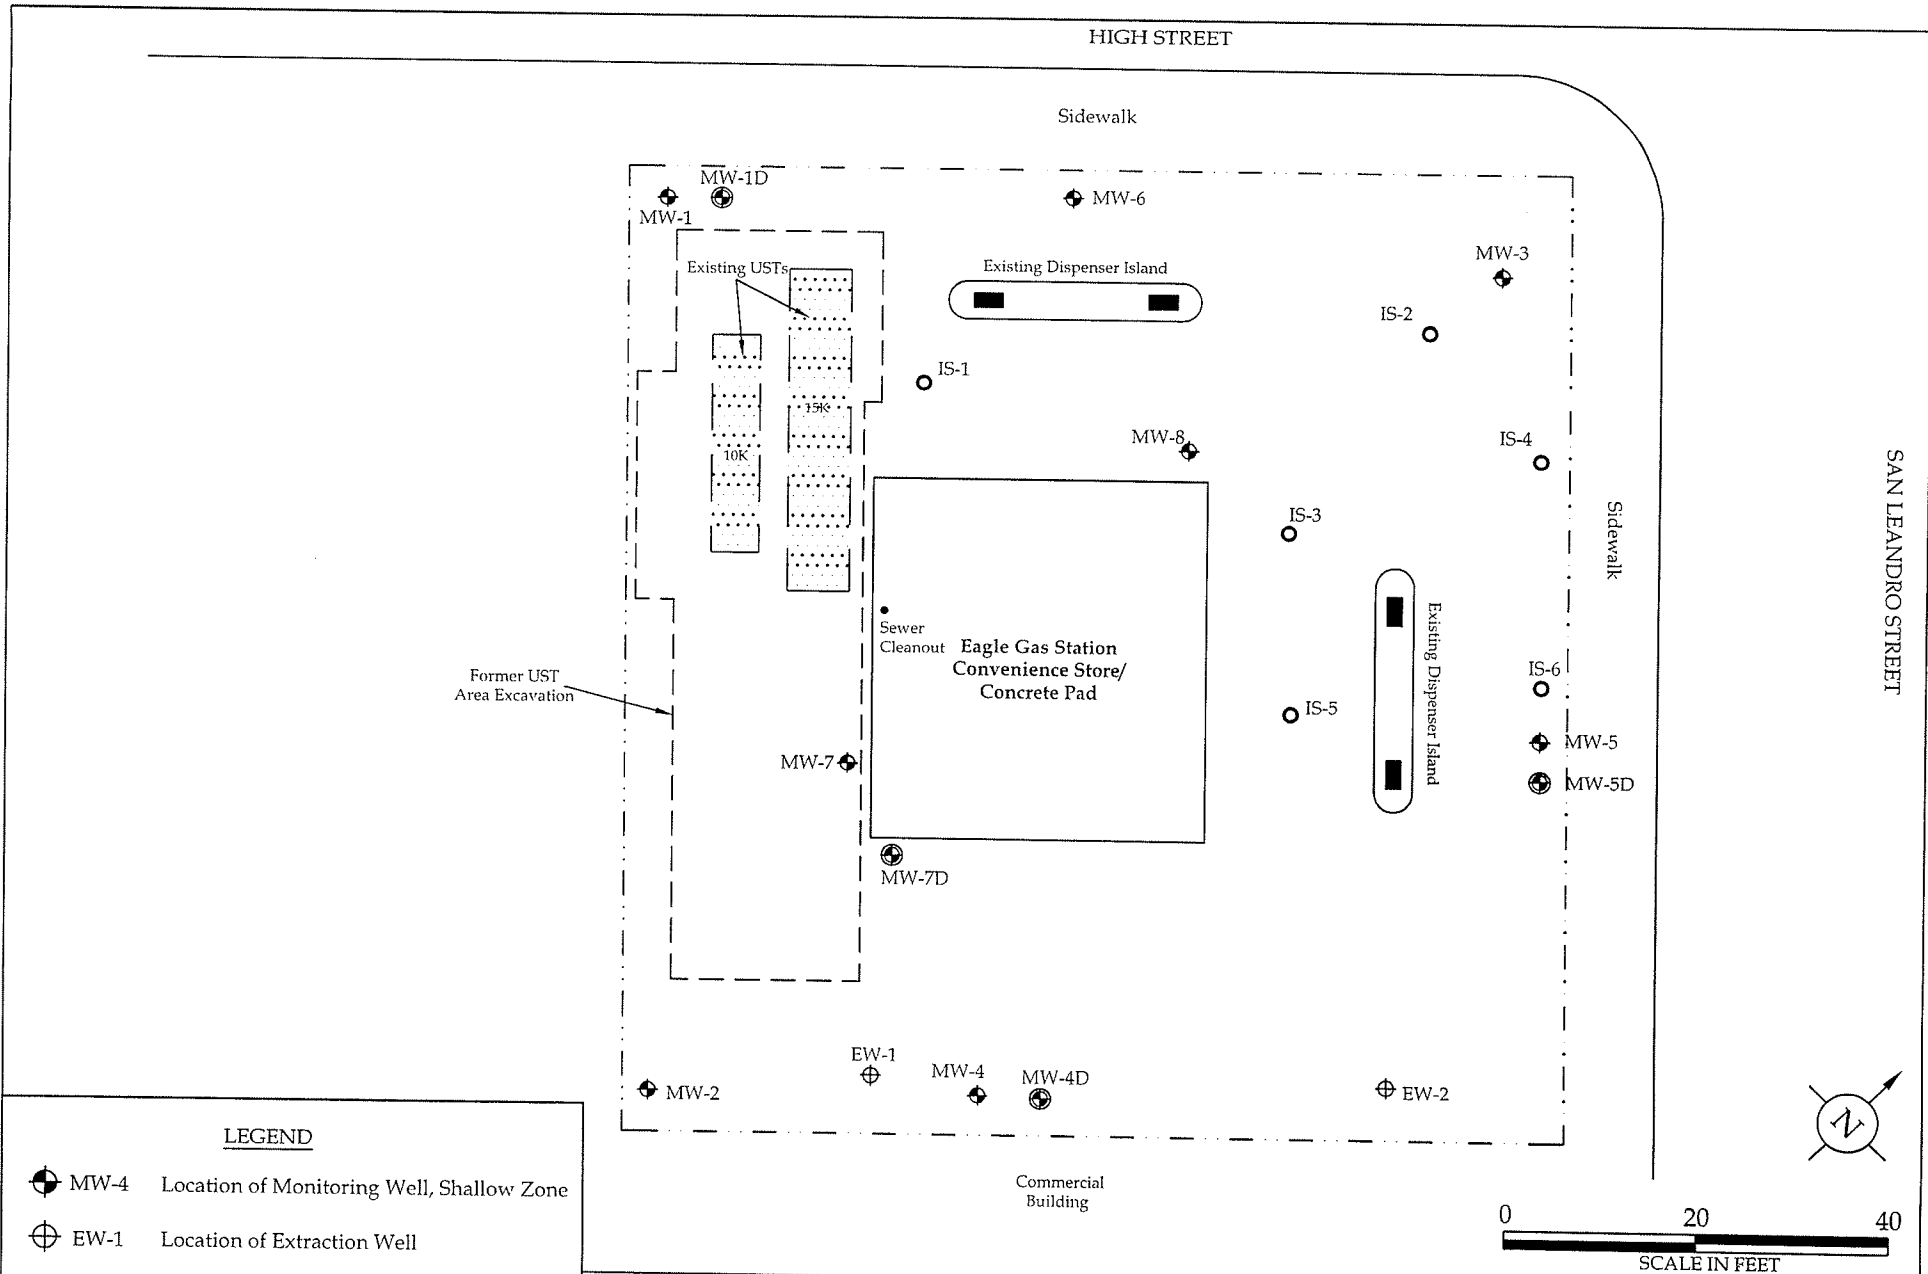 HIGH STREET
Sidewalk
MW-1D
MW-1
MW-6
MW-3
Existing USTs
Existing Dispenser Island
IS-2
IS-1
15K
MW-8
IS-4
10K
SAN LEANDRO STREET
IS-3
Sidewalk
Sewer
Cleanout
Eagle Gas Station
Convenience Store/
Concrete Pad
Existing Dispenser Island
Former UST
Area Excavation
IS-6
IS-5
MW-5
MW-7
MW-5D
MW-7D
EW-1
MW-4
MW-4D
MW-2
EW-2
N
LEGEND
MW-4 Location of Monitoring Well, Shallow Zone
EW-1 Location of Extraction Well
Commercial
Building
0 20 40
SCALE IN FEET